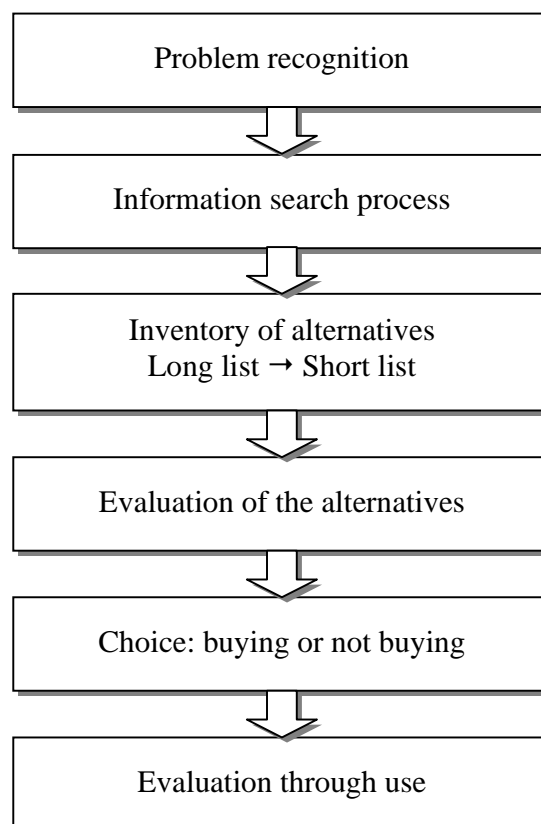 Problem recognition
Information search process
Inventory of alternatives
Long list → Short list
Evaluation of the alternatives
Choice: buying or not buying
Evaluation through use